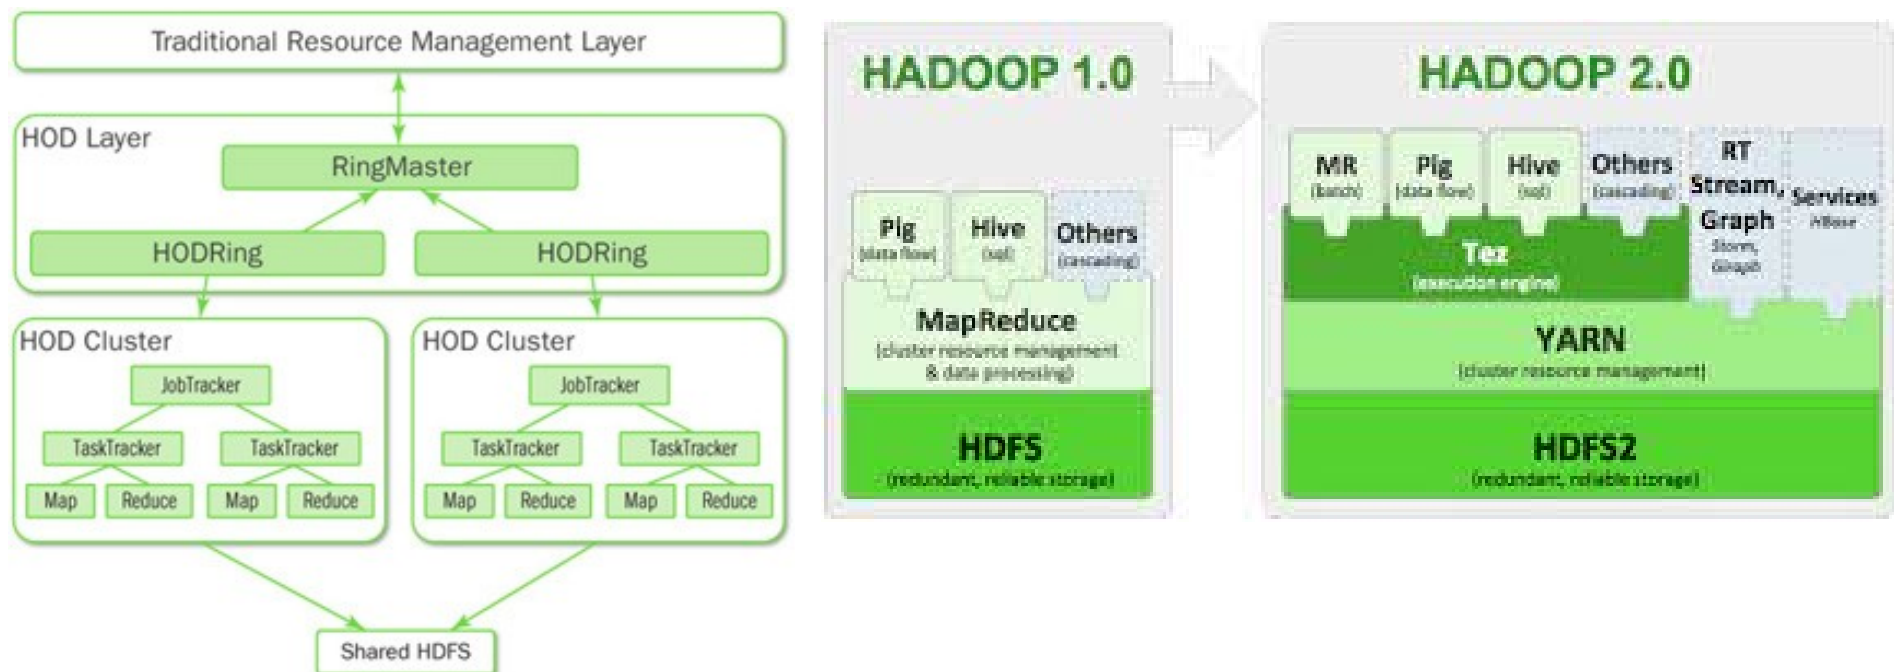 Traditional Resource Management Layer
HOD Layer
RingMaster
HODRing
HODRing
HOD Cluster
JobTracker
TaskTracker
TaskTracker
Map
Reduce
Map
Reduce
HOD Cluster
JobTracker
TaskTracker
TaskTracker
Map
Reduce
Map
Reduce
Shared HDFS
HADOOP 1.0
Pig
(data flow)
Hive
(sql)
Others
(cascading)
MapReduce
(cluster resource management
& data processing)
HDFS
(redundant, reliable storage)
HADOOP 2.0
MR
(batch)
Pig
(data flow)
Hive
(sql)
Others
(cascading)
RT
Stream,
Graph
Storm,
Giraph
Services
HBase
Tez
(execution engine)
YARN
(cluster resource management)
HDFS2
(redundant, reliable storage)